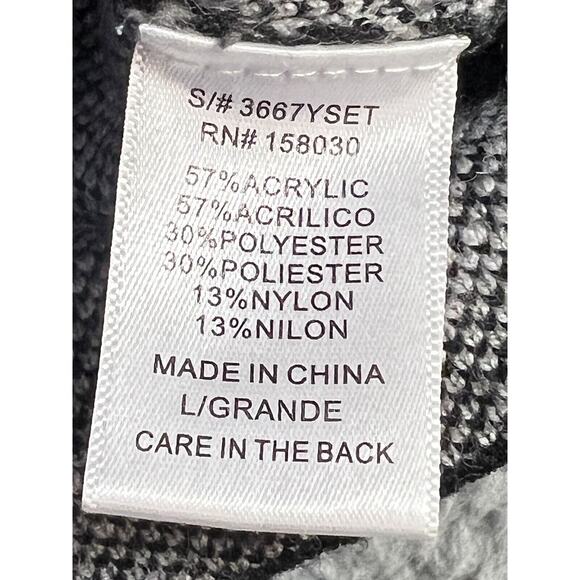 S/# 3667YSET
RN# 158030
57%ACRYLIC
57%ACRILICO
30%POLYESTER
30%POLIESTER
13%NYLON
13%NILON
MADE IN CHINA
L/GRANDE
CARE IN THE BACK